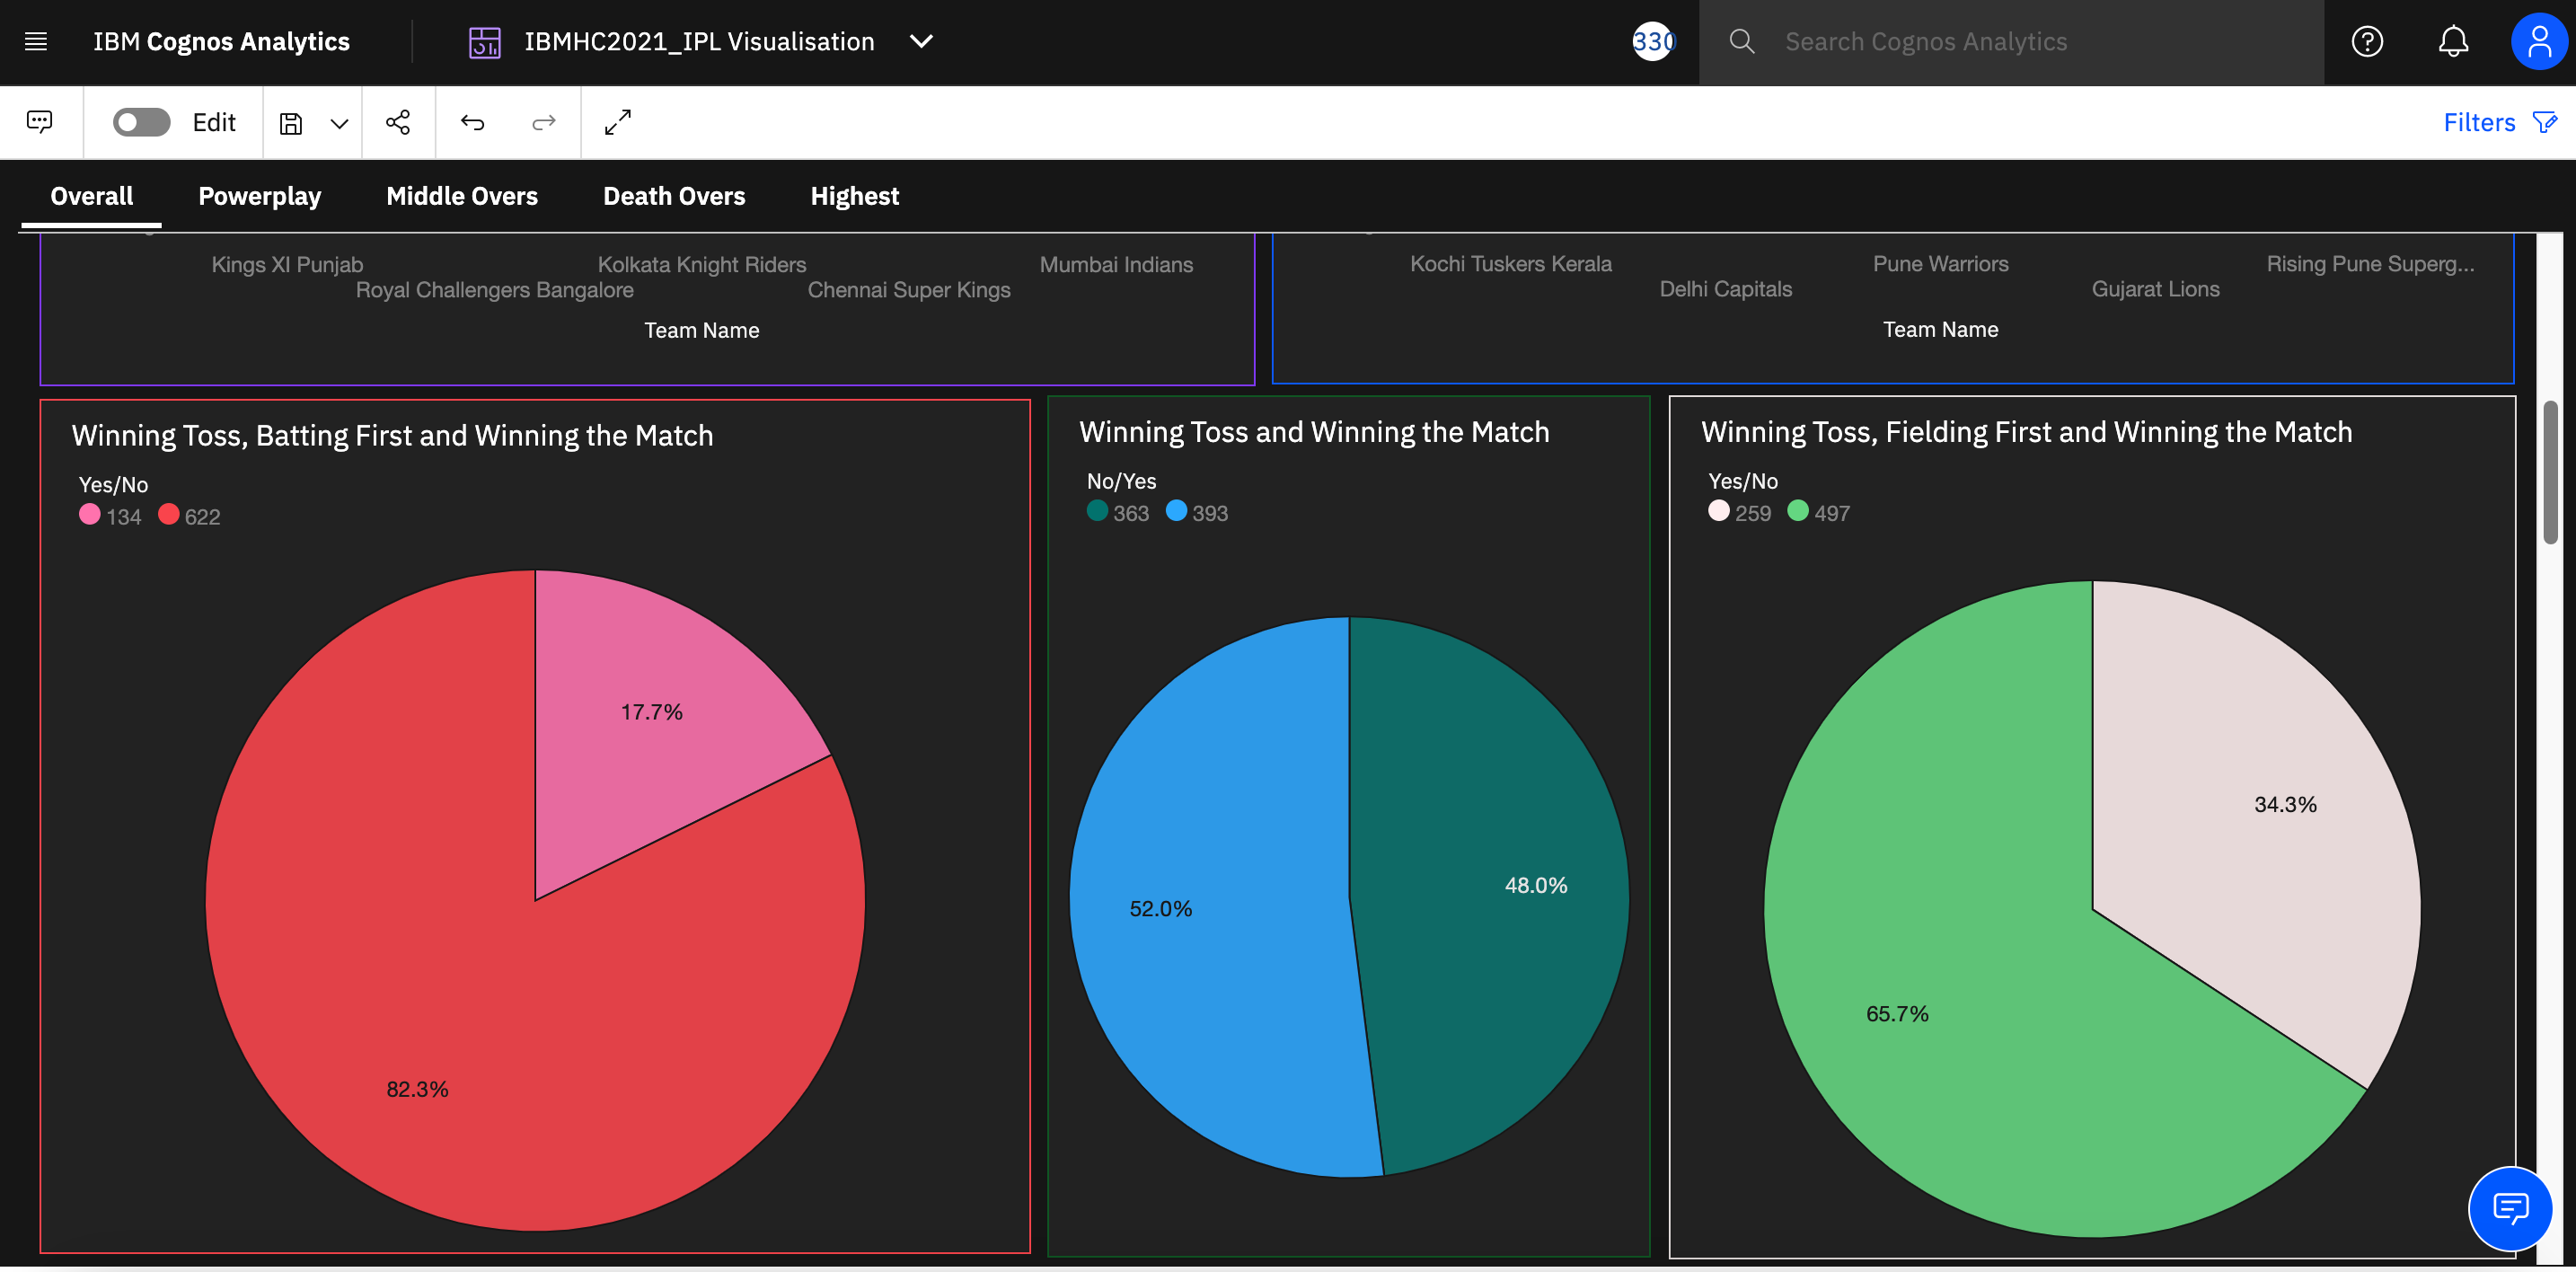 IBM Cognos Analytics
IBMHC2021_IPL Visualisation
330
Search Cognos Analytics
Edit
Filters
Overall Powerplay Middle Overs Death Overs Highest
Kings XI Punjab Kolkata Knight Riders Mumbai Indians
Royal Challengers Bangalore Chennai Super Kings
Team Name
Kochi Tuskers Kerala Pune Warriors Rising Pune Superg...
Delhi Capitals Gujarat Lions
Team Name
Winning Toss, Batting First and Winning the Match
Yes/No
134 622
17.7%
82.3%
Winning Toss and Winning the Match
No/Yes
363 393
48.0%
52.0%
Winning Toss, Fielding First and Winning the Match
Yes/No
259 497
34.3%
65.7%